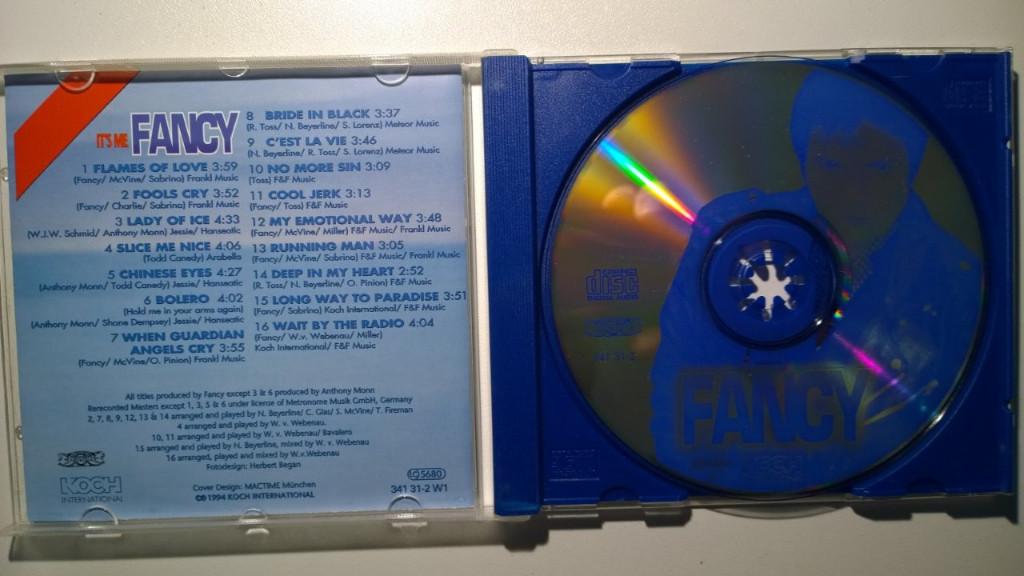 IT'S ME FANCY
1 FLAMES OF LOVE 3:59
(Fancy/ McVine/ Sabrina) Frankl Music
2 FOOLS CRY 3:52
(Fancy/ Charlie/ Sabrina) Frankl Music
3 LADY OF ICE 4:33
(W.J.W. Schmid/ Anthony Monn) Jessie/ Hanseatic
4 SLICE ME NICE 4:06
(Todd Canedy) Arabella
5 CHINESE EYES 4:27
(Anthony Monn/ Todd Canedy) Jessie/ Hanseatic
6 BOLERO 4:02
(Hold me in your arms again)
(Anthony Monn/ Shane Dempsey) Jessie/ Hanseatic
7 WHEN GUARDIAN
ANGELS CRY 3:55
(Fancy/ McVine/O. Pinion) Frankl Music
8 BRIDE IN BLACK 3:37
(R. Toss/ N. Beyerline/ S. Lorenz) Meteor Music
9 C'EST LA VIE 3:46
(N. Beyerline/ R. Toss/ S. Lorenz) Meteor Music
10 NO MORE SIN 3:09
(Toss) F&F Music
11 COOL JERK 3:13
(Fancy/ Toss) F&F Music
12 MY EMOTIONAL WAY 3:48
(Fancy/ McVine/ Miller) F&F Music/ Frankl Music
13 RUNNING MAN 3:05
(Fancy/ McVine/ Sabrina) F&F Music/ Frankl Music
14 DEEP IN MY HEART 2:52
(R. Toss/ N. Beyerline/ O. Pinion) F&F Music
15 LONG WAY TO PARADISE 3:51
(Fancy/ Sabrina) Koch International/ F&F Music
16 WAIT BY THE RADIO 4:04
(Fancy/ W.v. Webenau/ Miller)
Koch International/ F&F Music
All titles produced by Fancy except 3 & 6 produced by Anthony Monn
Rerecorded Masters except 1, 3, 5 & 6 under license of Metronome Musik GmbH, Germany
2, 7, 8, 9, 12, 13 & 14 arranged and played by N. Beyerline/ C. Glas/ S. McVine/ T. Fireman
4 arranged and played by W. v. Webenau.
10, 11 arranged and played by W. v. Webenau/ Bavaliers
15 arranged and played by N. Beyerline, mixed by W. v. Webenau
16 arranged, played and mixed by W.v.Webenau
Fotodesign: Herbert Began
Cover Design: MACTIME München
©℗ 1994 KOCH INTERNATIONAL
KOCH
INTERNATIONAL
LC 5680
341 31-2 W1
COMPACT
disc
DIGITAL AUDIO
341 31-2
FANCY